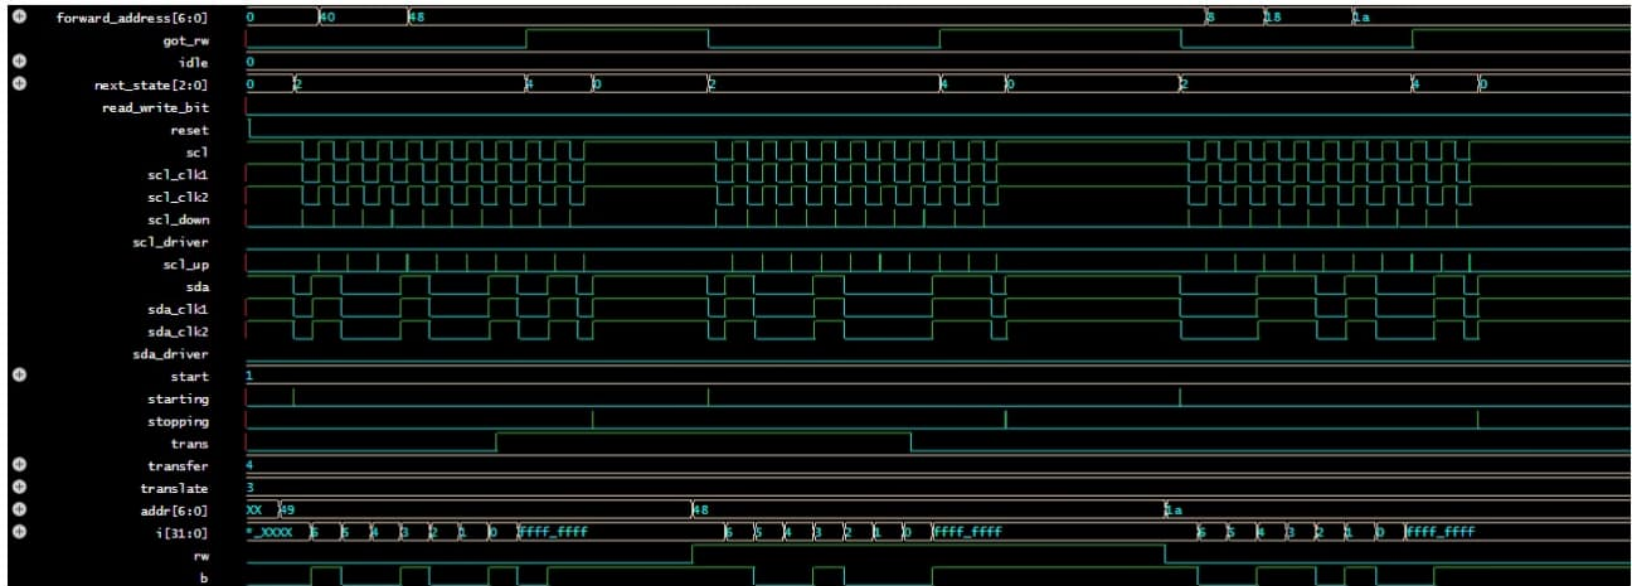 forward_address[6:0] 0 40 48 8 18 1a
got_rw
idle 0
next_state[2:0] 0 2 4 0 2 4 0 2 4 0
read_write_bit
reset
scl
scl_clk1
scl_clk2
scl_down
scl_driver
scl_up
sda
sda_clk1
sda_clk2
sda_driver
start 1
starting
stopping
trans
transfer 4
translate 3
addr[6:0] XX 49 48 1a
i[31:0] *_XXXX 6 5 4 3 2 1 0 ffff_ffff 6 5 4 3 2 1 0 ffff_ffff 6 5 4 3 2 1 0 ffff_ffff
rw
b